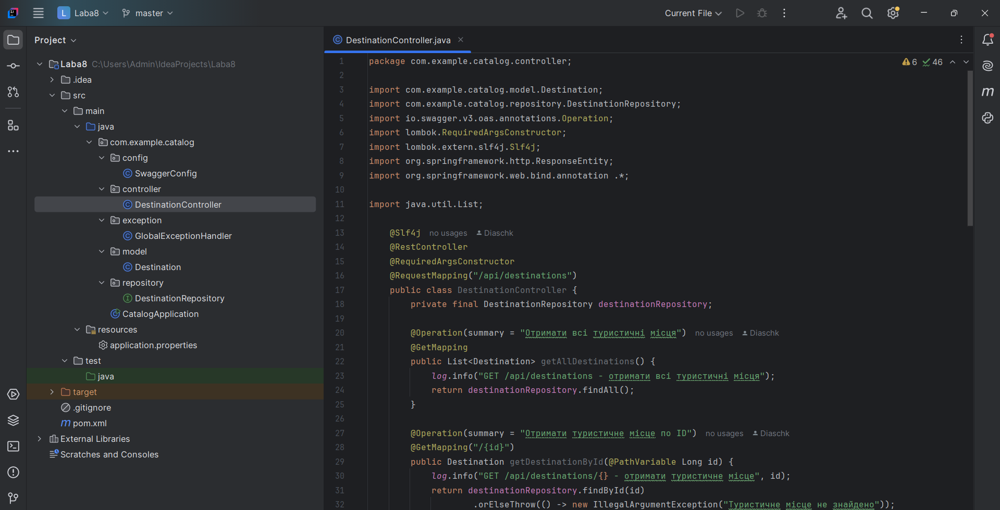 L Laba8 master Current File
Project
DestinationController.java
Laba8 C:\Users\Admin\IdeaProjects\Laba8
.idea
src
main
java
com.example.catalog
config
SwaggerConfig
controller
DestinationController
exception
GlobalExceptionHandler
model
Destination
repository
DestinationRepository
CatalogApplication
resources
application.properties
test
java
target
.gitignore
m pom.xml
External Libraries
Scratches and Consoles
6 46
1 package com.example.catalog.controller;
2
3 import com.example.catalog.model.Destination;
4 import com.example.catalog.repository.DestinationRepository;
5 import io.swagger.v3.oas.annotations.Operation;
6 import lombok.RequiredArgsConstructor;
7 import lombok.extern.slf4j.Slf4j;
8 import org.springframework.http.ResponseEntity;
9 import org.springframework.web.bind.annotation .*;
10
11 import java.util.List;
12
13 @Slf4j no usages Diaschk
14 @RestController
15 @RequiredArgsConstructor
16 @RequestMapping("/api/destinations")
17 public class DestinationController {
18 private final DestinationRepository destinationRepository;
19
20 @Operation(summary = "Отримати всі туристичні місця") no usages Diaschk
21 @GetMapping
22 public List<Destination> getAllDestinations() {
23 log.info("GET /api/destinations - отримати всі туристичні місця");
24 return destinationRepository.findAll();
25 }
26
27 @Operation(summary = "Отримати туристичне місце по ID") no usages Diaschk
28 @GetMapping("/{id}")
29 public Destination getDestinationById(@PathVariable Long id) {
30 log.info("GET /api/destinations/{} - отримати туристичне місце", id);
31 return destinationRepository.findById(id)
32 .orElseThrow(() -> new IllegalArgumentException("Туристичне місце не знайдено"));
m